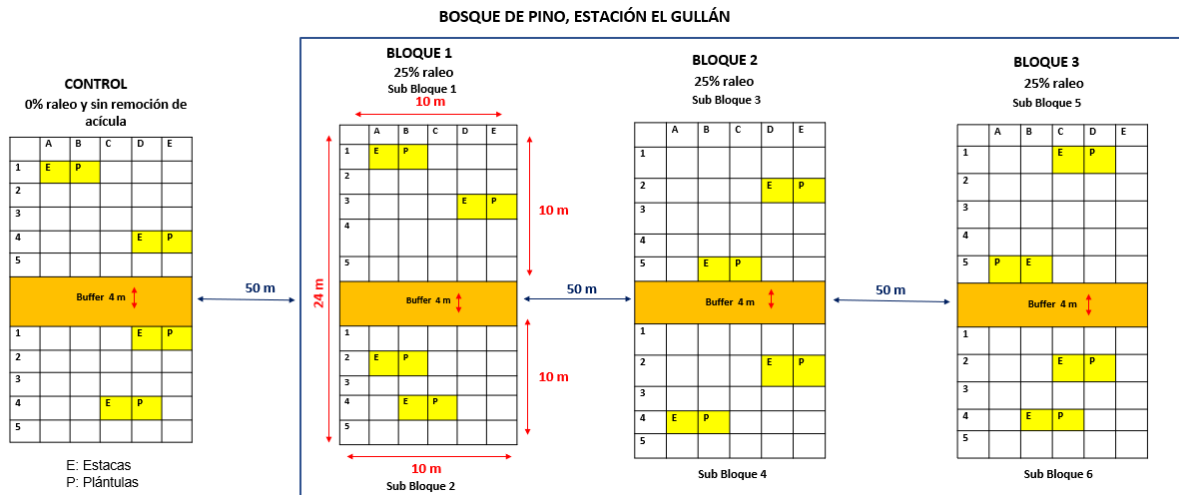 BOSQUE DE PINO, ESTACIÓN EL GULLÁN
CONTROL
0% raleo y sin remoción de
acícula
A B C D E
1 E P
2
3
4 E P
5
Buffer 4 m
1 E P
2
3
4 E P
5
E: Estacas
P: Plántulas
50 m
BLOQUE 1
25% raleo
Sub Bloque 1
10 m
A B C D E
1 E P
2
3 E P
4
5
Buffer 4 m
1
2 E P
3
4 E P
5
24 m
10 m
10 m
10 m
Sub Bloque 2
50 m
BLOQUE 2
25% raleo
Sub Bloque 3
A B C D E
1
2 E P
3
4
5 E P
Buffer 4 m
1
2 E P
3
4 E P
5
Sub Bloque 4
50 m
BLOQUE 3
25% raleo
Sub Bloque 5
A B C D E
1 E P
2
3
4
5 P E
Buffer 4 m
1
2 E P
3
4 E P
5
Sub Bloque 6